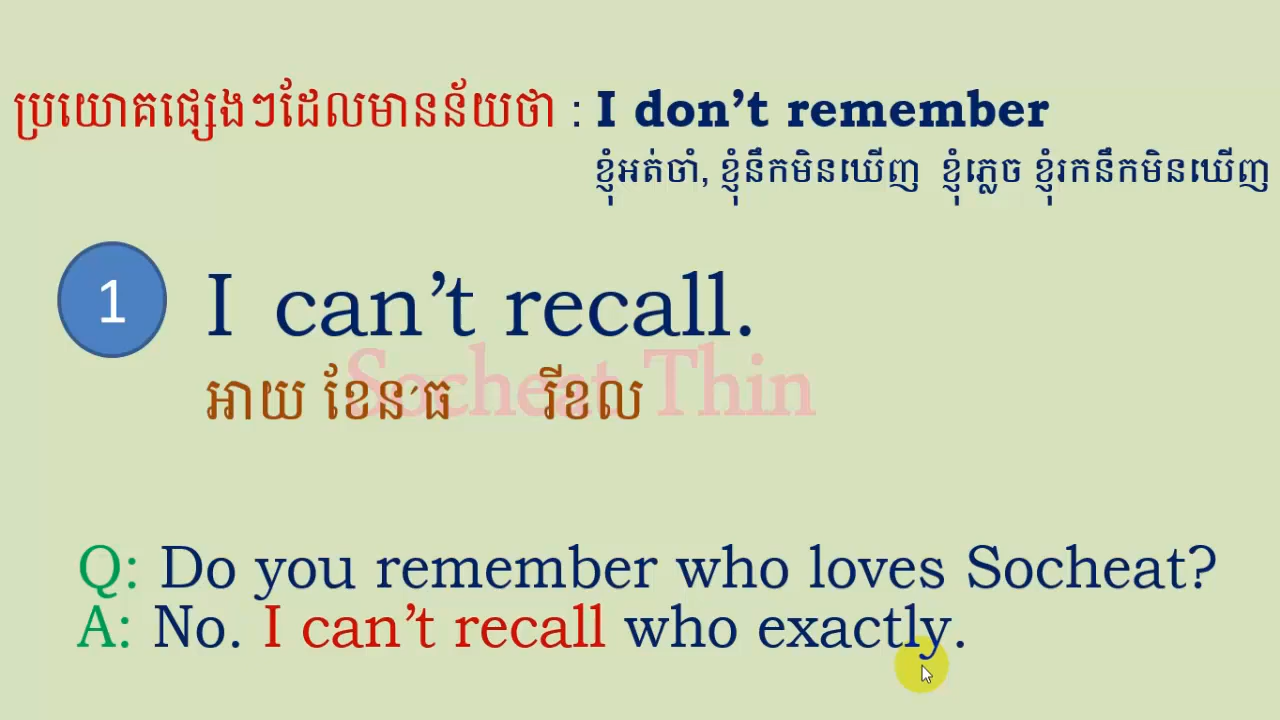 ប្រយោគផ្សេងៗដែលមានន័យថា : I don’t remember
ខ្ញុំអត់ចាំ, ខ្ញុំនឹកមិនឃើញ ខ្ញុំភ្លេច ខ្ញុំរកនឹកមិនឃើញ
1 I can’t recall.
Socheat Thin
អាយ ខែន´ធ រីខល
Q: Do you remember who loves Socheat?
A: No. I can’t recall who exactly.